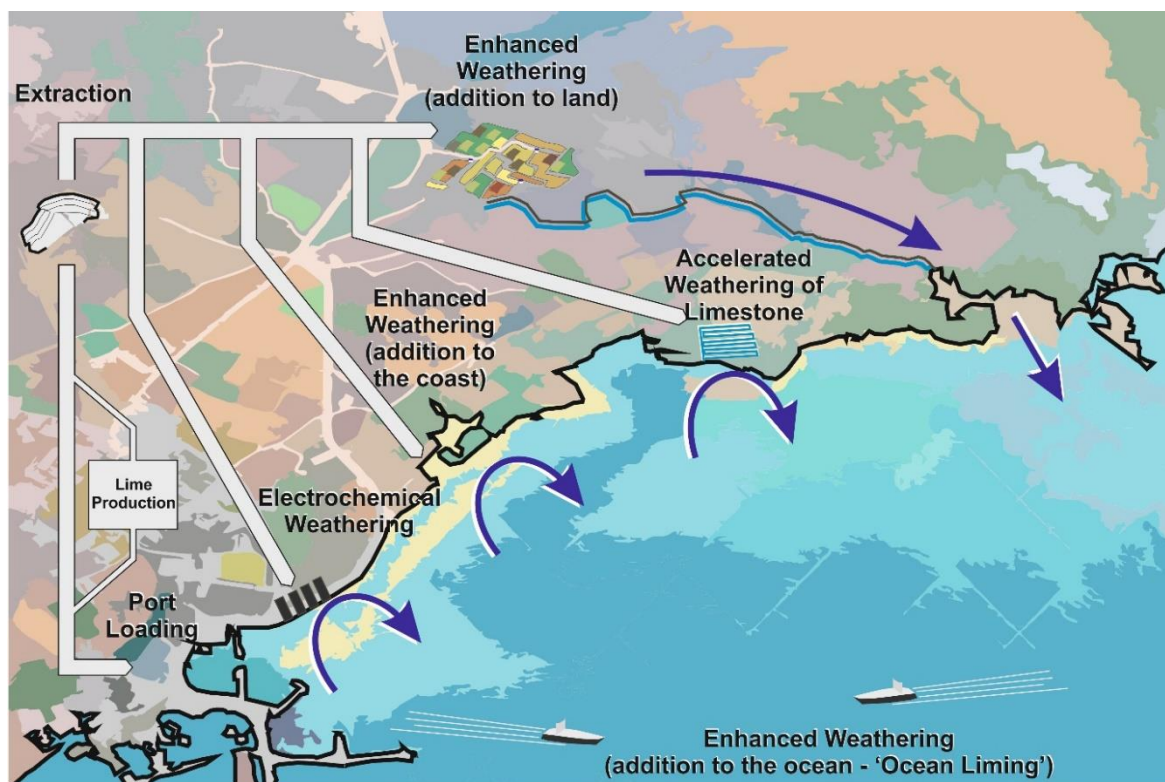 Extraction
Enhanced
Weathering
(addition to land)
Accelerated
Weathering of
Limestone
Enhanced
Weathering
(addition to
the coast)
Lime
Production
Electrochemical
Weathering
Port
Loading
Enhanced Weathering
(addition to the ocean - ‘Ocean Liming’)